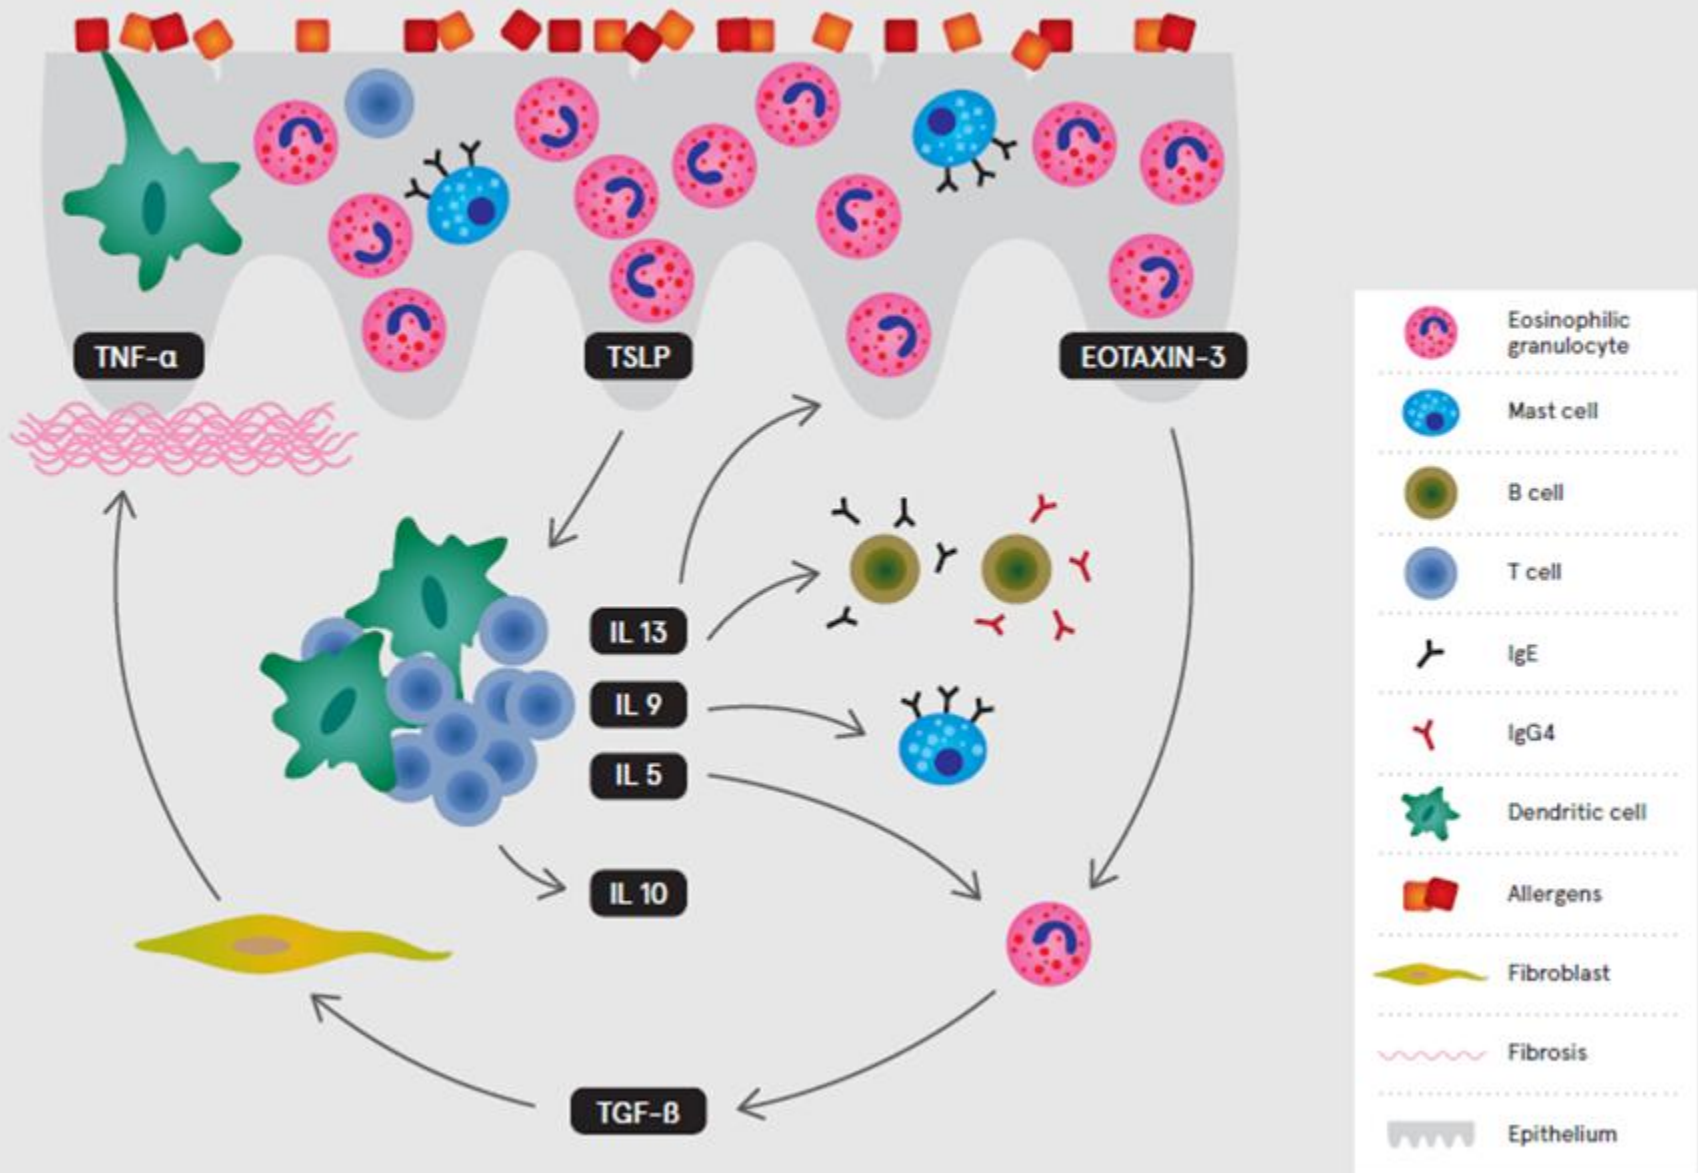 TNF-α
TSLP
EOTAXIN-3
IL 13
IL 9
IL 5
IL 10
TGF-ß
Eosinophilic
granulocyte
Mast cell
B cell
T cell
IgE
IgG4
Dendritic cell
Allergens
Fibroblast
Fibrosis
Epithelium